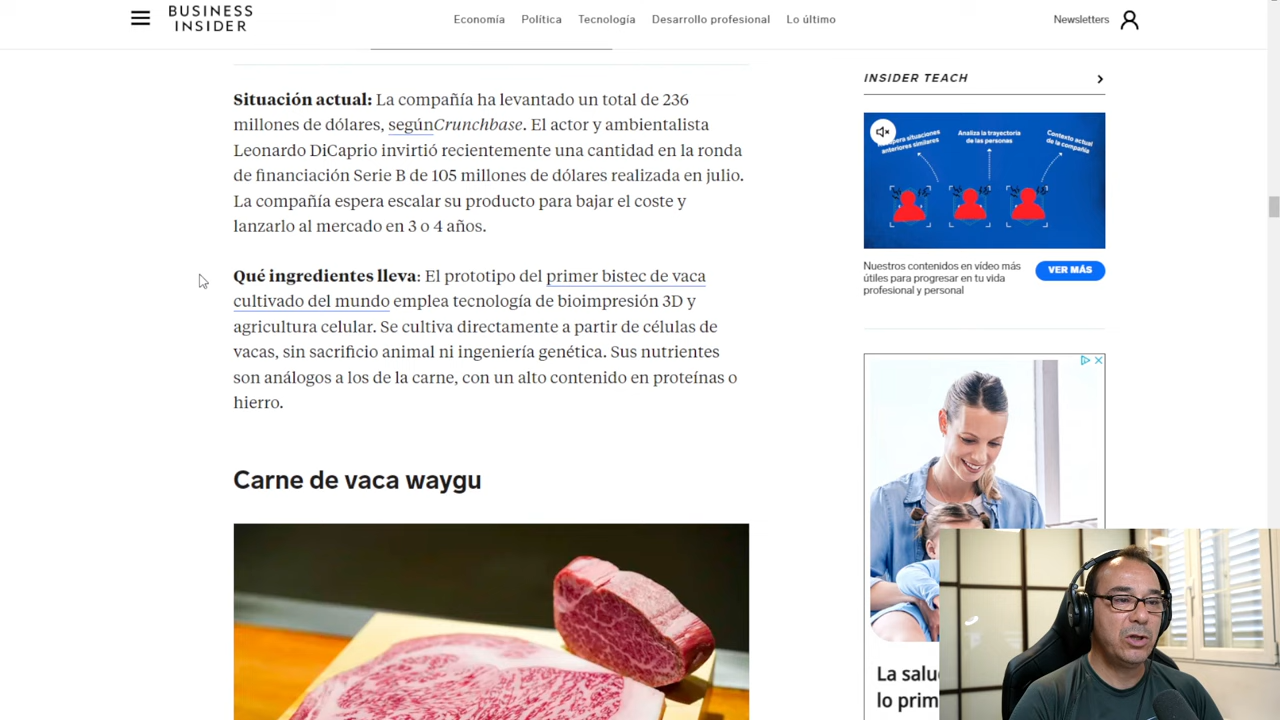 BUSINESS
INSIDER
Economía Política Tecnología Desarrollo profesional Lo último
Newsletters
Situación actual: La compañía ha levantado un total de 236
millones de dólares, segúnCrunchbase. El actor y ambientalista
Leonardo DiCaprio invirtió recientemente una cantidad en la ronda
de financiación Serie B de 105 millones de dólares realizada en julio.
La compañía espera escalar su producto para bajar el coste y
lanzarlo al mercado en 3 o 4 años.
Qué ingredientes lleva: El prototipo del primer bistec de vaca
cultivado del mundo emplea tecnología de bioimpresión 3D y
agricultura celular. Se cultiva directamente a partir de células de
vacas, sin sacrificio animal ni ingeniería genética. Sus nutrientes
son análogos a los de la carne, con un alto contenido en proteínas o
hierro.
Carne de vaca waygu
INSIDER TEACH
situaciones
anteriores similares
Analiza la trayectoria
de las personas
Contexto actual
de la compañía
Nuestros contenidos en vídeo más
útiles para progresar en tu vida
profesional y personal
VER MÁS
La salu
lo prim